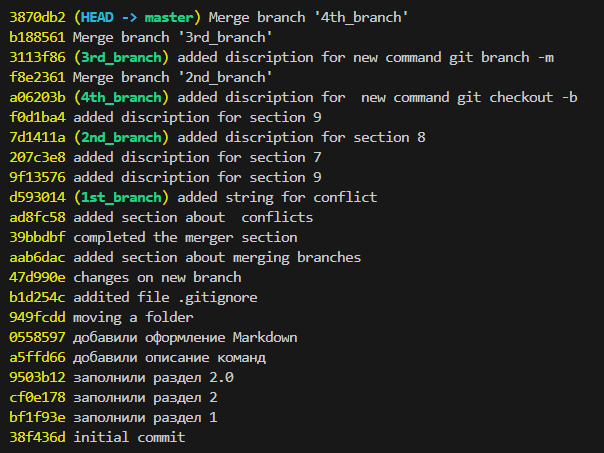 3870db2 (HEAD -> master) Merge branch '4th_branch'
b188561 Merge branch '3rd_branch'
3113f86 (3rd_branch) added discription for new command git branch -m
f8e2361 Merge branch '2nd_branch'
a06203b (4th_branch) added discription for  new command git checkout -b
f0d1ba4 added discription for section 9
7d1411a (2nd_branch) added discription for section 8
207c3e8 added discription for section 7
9f13576 added discription for section 9
d593014 (1st_branch) added string for conflict
ad8fc58 added section about  conflicts
39bbdbf completed the merger section
aab6dac added section about merging branches
47d990e changes on new branch
b1d254c addited file .gitignore
949fcdd moving a folder
0558597 добавили оформление Markdown
a5ffd66 добавили описание команд
9503b12 заполнили раздел 2.0
cf0e178 заполнили раздел 2
bf1f93e заполнили раздел 1
38f436d initial commit